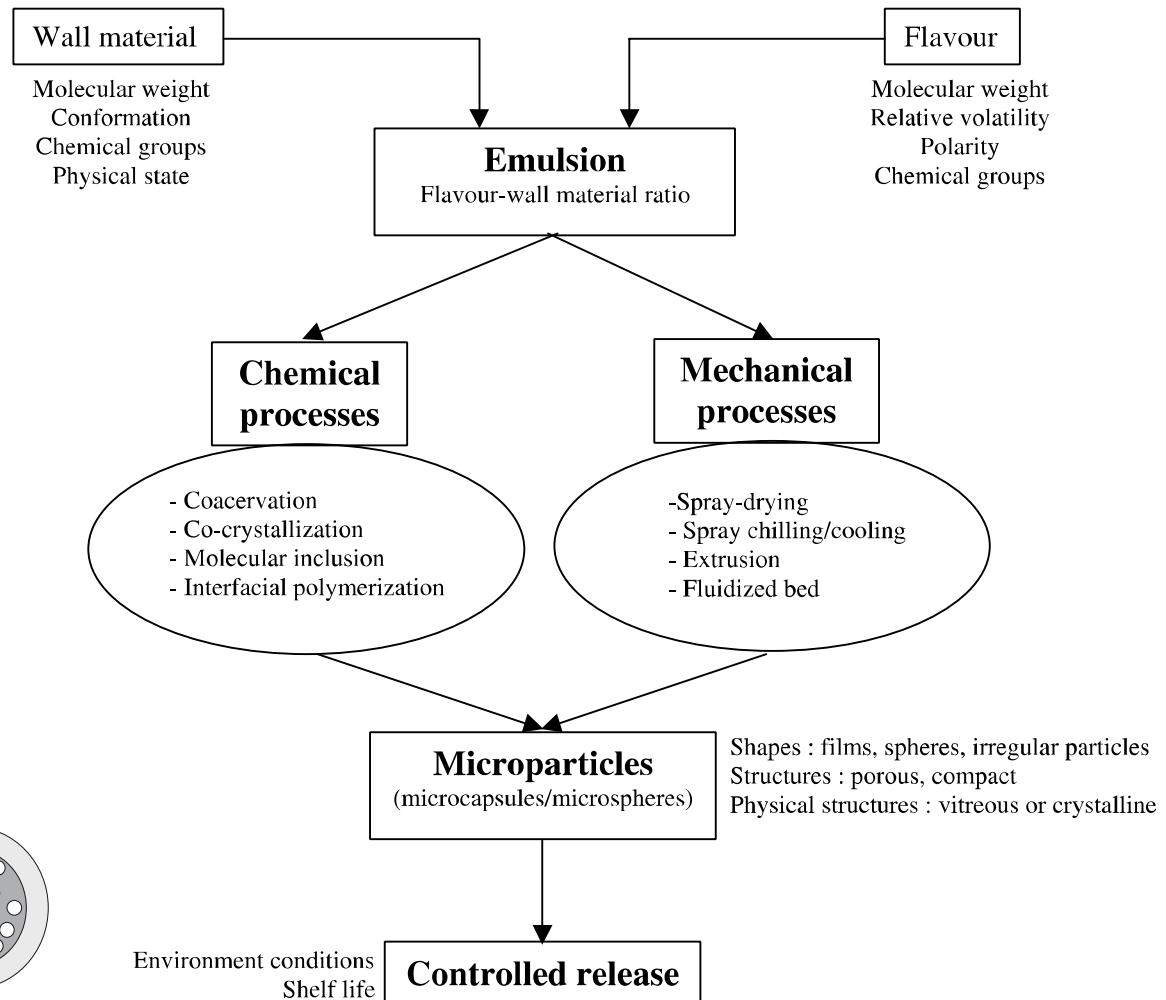 Wall material
Flavour
Molecular weight
Conformation
Chemical groups
Physical state
Molecular weight
Relative volatility
Polarity
Chemical groups
Emulsion
Flavour-wall material ratio
Chemical
processes
Mechanical
processes
- Coacervation
- Co-crystallization
- Molecular inclusion
- Interfacial polymerization
-Spray-drying
- Spray chilling/cooling
- Extrusion
- Fluidized bed
Microparticles
(microcapsules/microspheres)
Shapes : films, spheres, irregular particles
Structures : porous, compact
Physical structures : vitreous or crystalline
Environment conditions
Shelf life
Controlled release